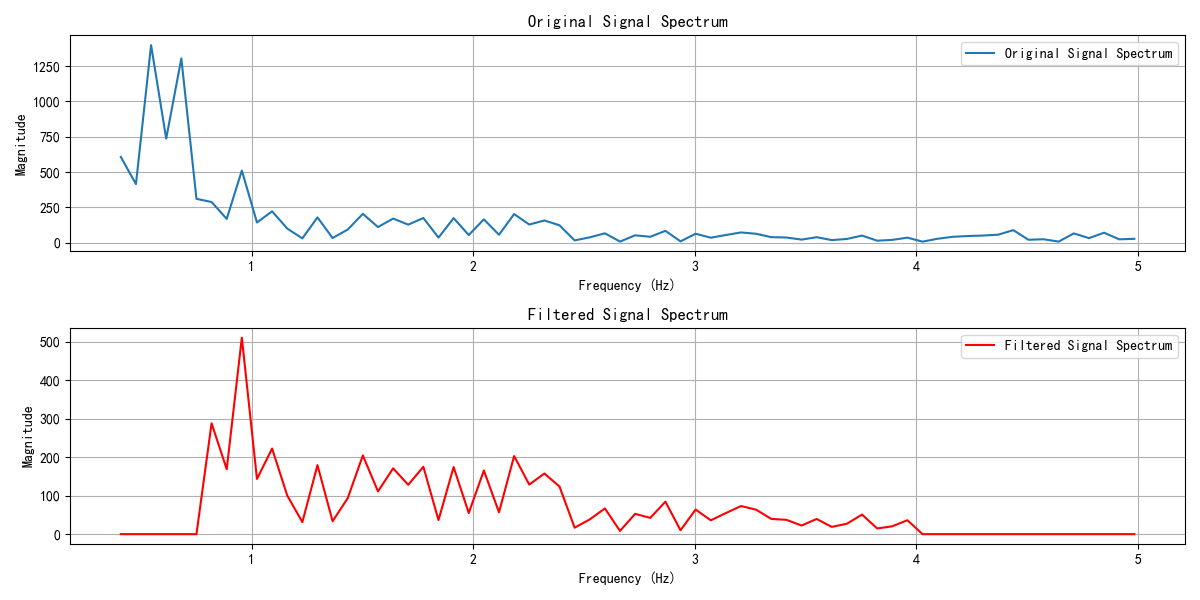 Original Signal Spectrum
Original Signal Spectrum
Magnitude
1250
1000
750
500
250
0
1 2 3 4 5
Frequency (Hz)
Filtered Signal Spectrum
Filtered Signal Spectrum
Magnitude
500
400
300
200
100
0
1 2 3 4 5
Frequency (Hz)